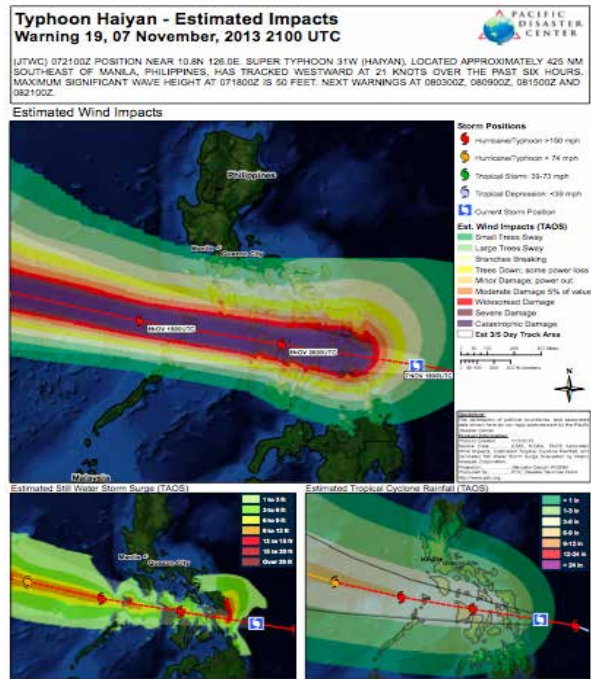 Typhoon Haiyan - Estimated Impacts
Warning 19, 07 November, 2013 2100 UTC
PACIFIC
DISASTER
CENTER
(JTWC) 072100Z POSITION NEAR 10.8N 126.0E. SUPER TYPHOON 31W (HAIYAN), LOCATED APPROXIMATELY 425 NM
SOUTHEAST OF MANILA, PHILIPPINES, HAS TRACKED WESTWARD AT 21 KNOTS OVER THE PAST SIX HOURS.
MAXIMUM SIGNIFICANT WAVE HEIGHT AT 071800Z IS 50 FEET. NEXT WARNINGS AT 080300Z, 080900Z, 081500Z AND
082100Z.
Estimated Wind Impacts
Philippines
Manila
Quezon City
Malaysia
Storm Positions
Hurricane/Typhoon >150 mph
Hurricane/Typhoon > 74 mph
Tropical Storm: 39-73 mph
Tropical Depression: <39 mph
Current Storm Position
Est. Wind Impacts (TAOS)
Small Trees Sway
Large Trees Sway
Branches Breaking
Trees Down; some power loss
Minor Damage; power out
Moderate Damage 5% of value
Widespread Damage
Severe Damage
Catastrophic Damage
Est 3/5 Day Track Area
N
Estimated Still Water Storm Surge (TAOS)
1 to 3 ft
3 to 6 ft
6 to 9 ft
9 to 12 ft
12 to 15 ft
15 to 20 ft
Over 20 ft
Manila
Quezon City
Estimated Tropical Cyclone Rainfall (TAOS)
< 1 in
1-3 in
3-6 in
6-9 in
9-12 in
12-24 in
> 24 in